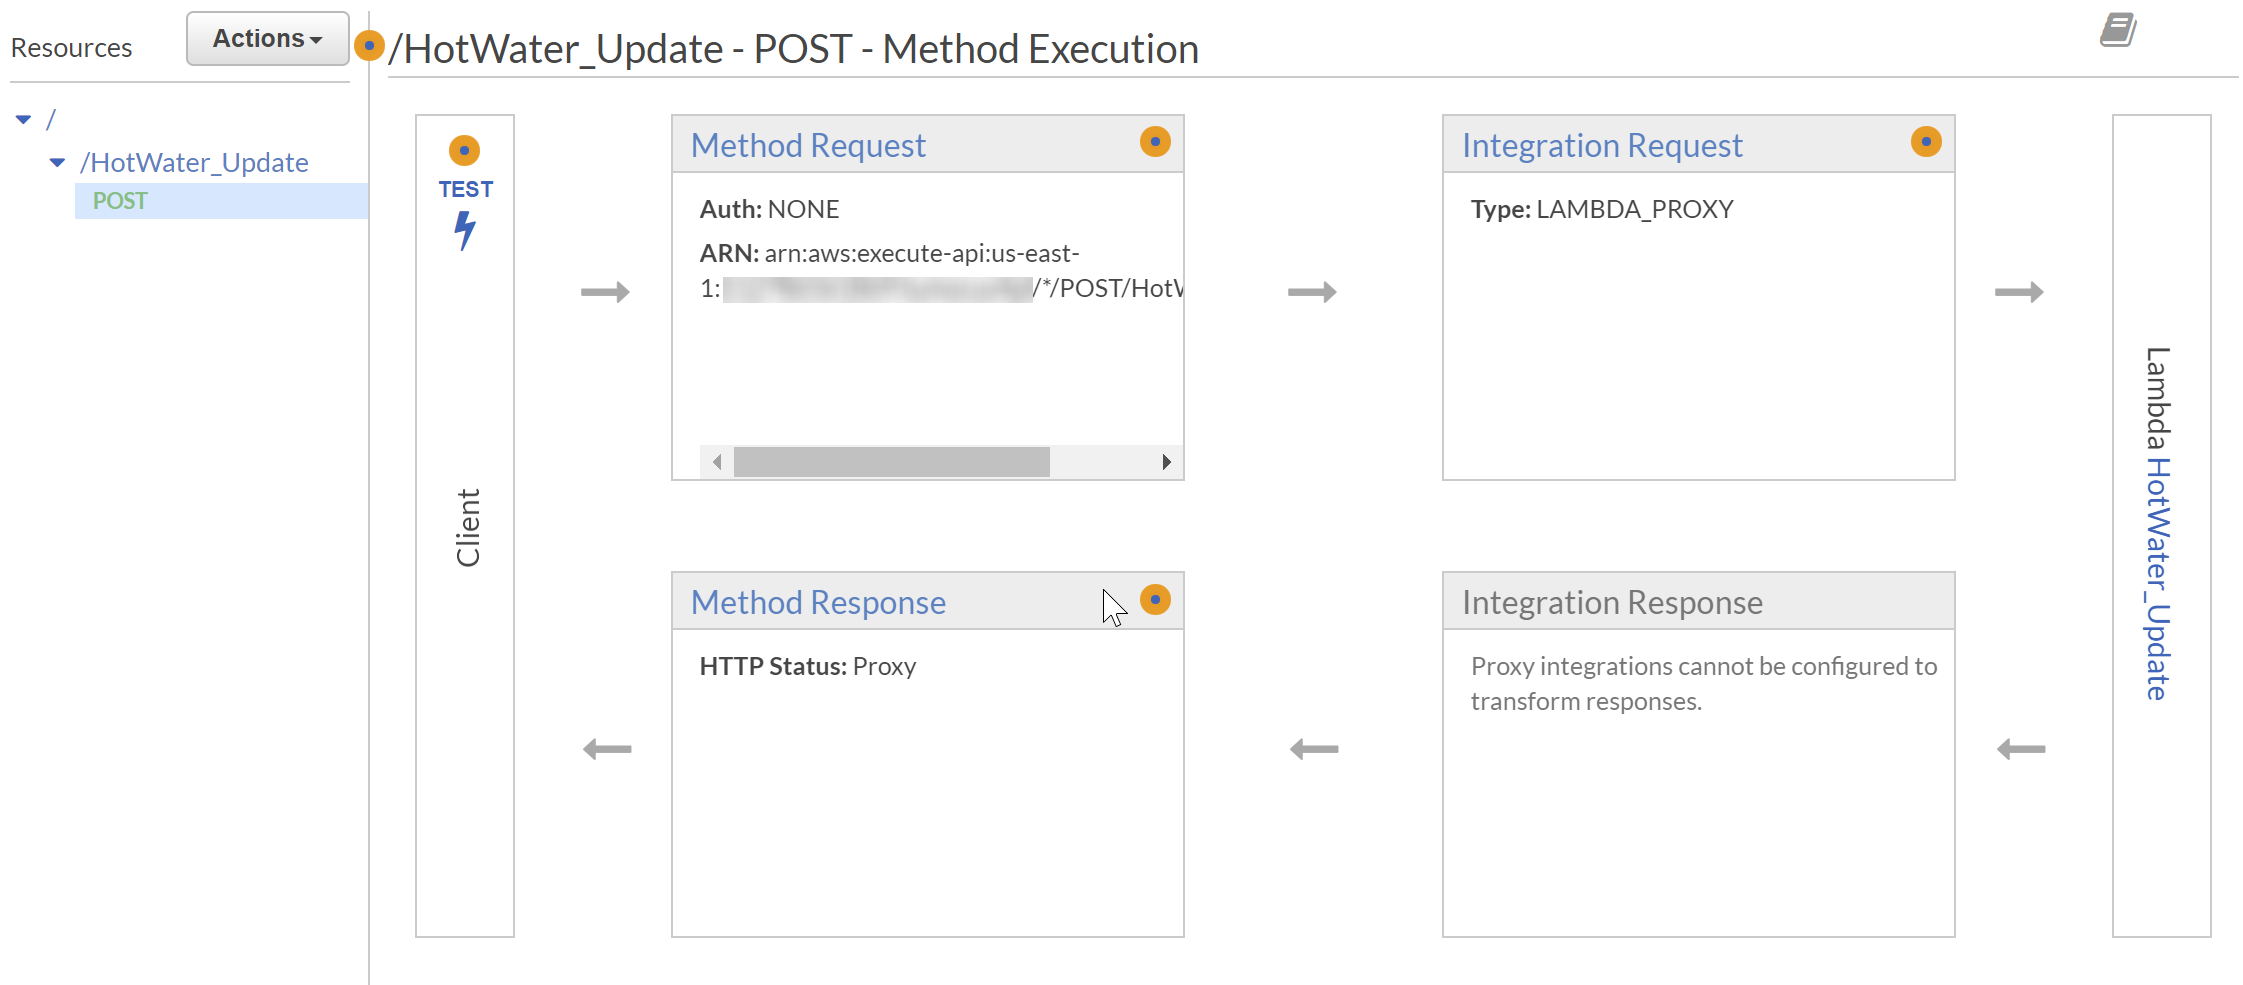 Resources
Actions
/HotWater_Update - POST - Method Execution
/
/HotWater_Update
POST
TEST
Client
Method Request
Auth: NONE
ARN: arn:aws:execute-api:us-east-
1: /*/POST/Hot
Integration Request
Type: LAMBDA_PROXY
Lambda HotWater_Update
Method Response
HTTP Status: Proxy
Integration Response
Proxy integrations cannot be configured to
transform responses.